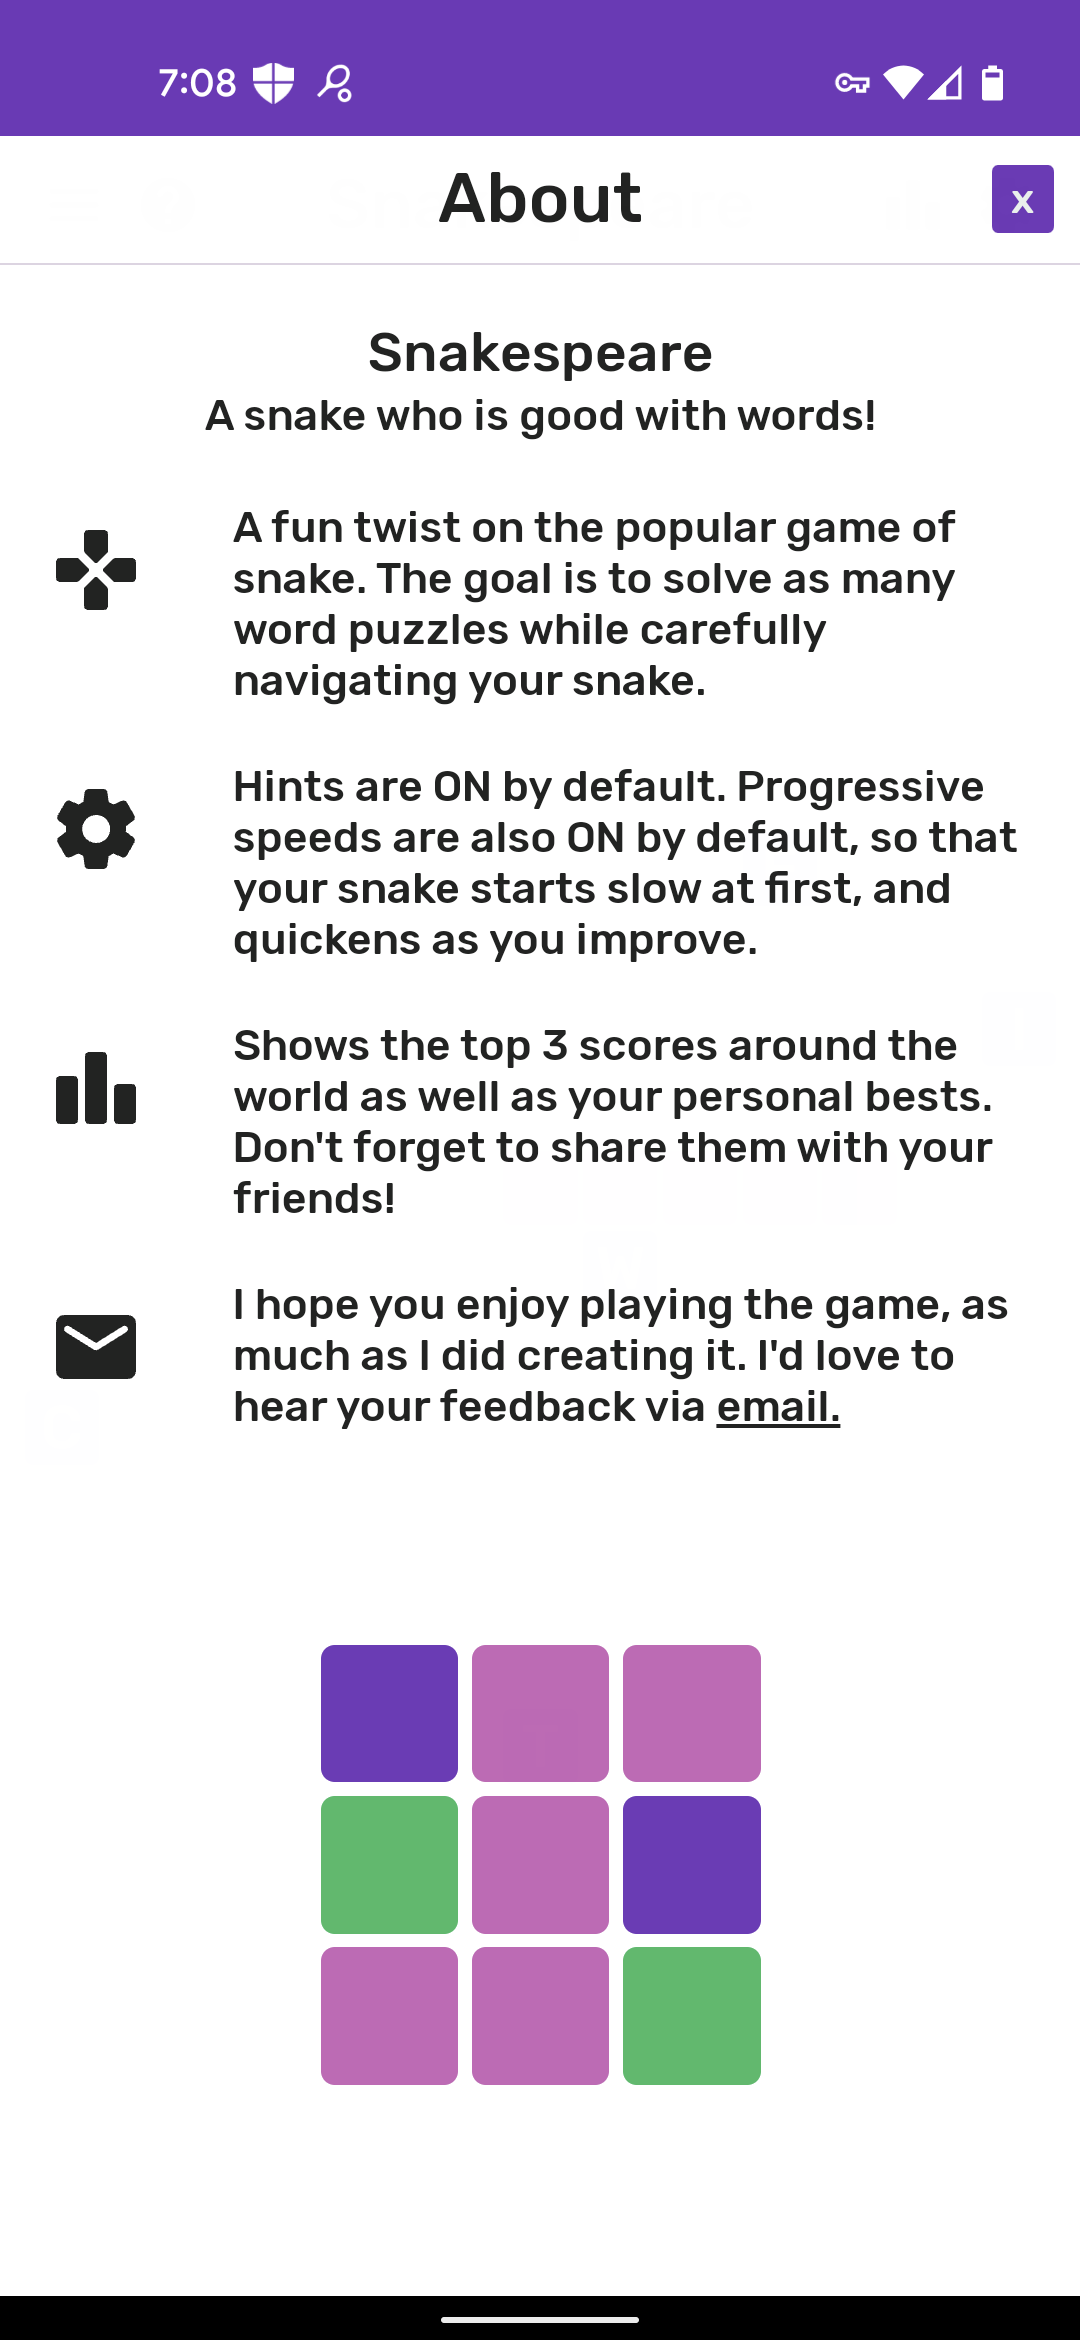 7:08
About
x
Snakespeare
A snake who is good with words!
A fun twist on the popular game of
snake. The goal is to solve as many
word puzzles while carefully
navigating your snake.
Hints are ON by default. Progressive
speeds are also ON by default, so that
your snake starts slow at first, and
quickens as you improve.
Shows the top 3 scores around the
world as well as your personal bests.
Don't forget to share them with your
friends!
I hope you enjoy playing the game, as
much as I did creating it. I'd love to
hear your feedback via email.